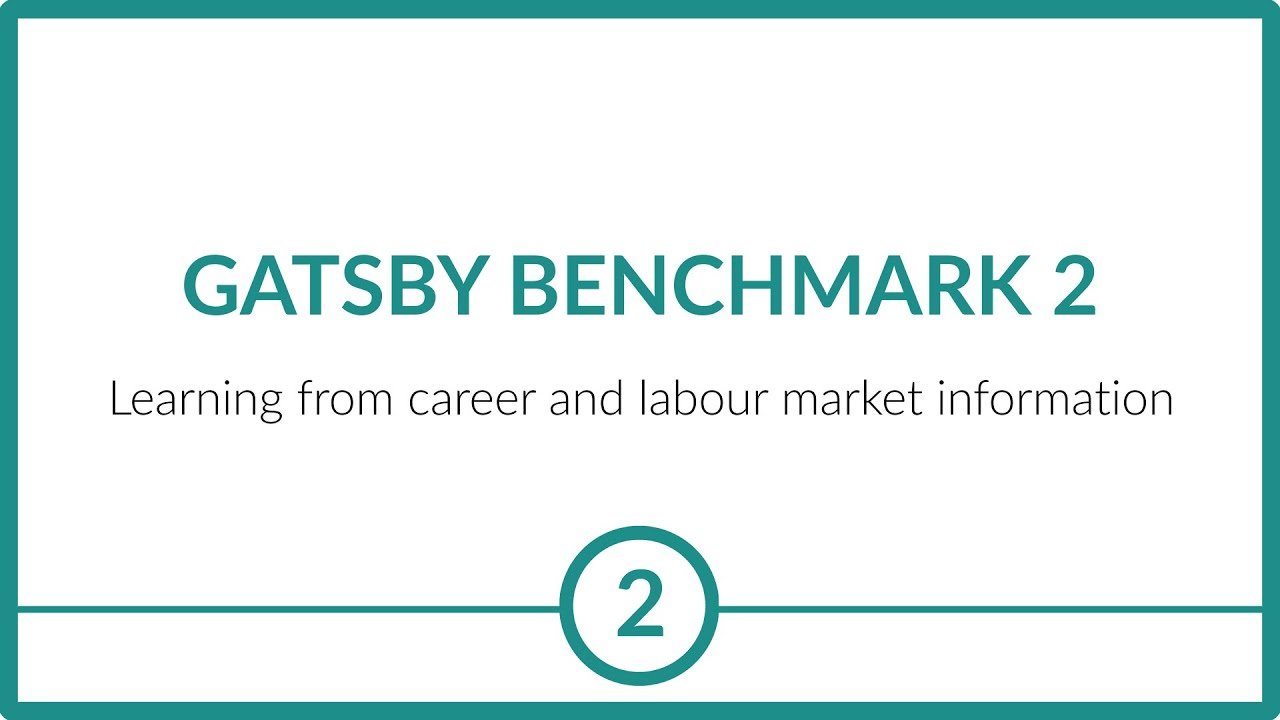 GATSBY BENCHMARK 2
Learning from career and labour market information
2